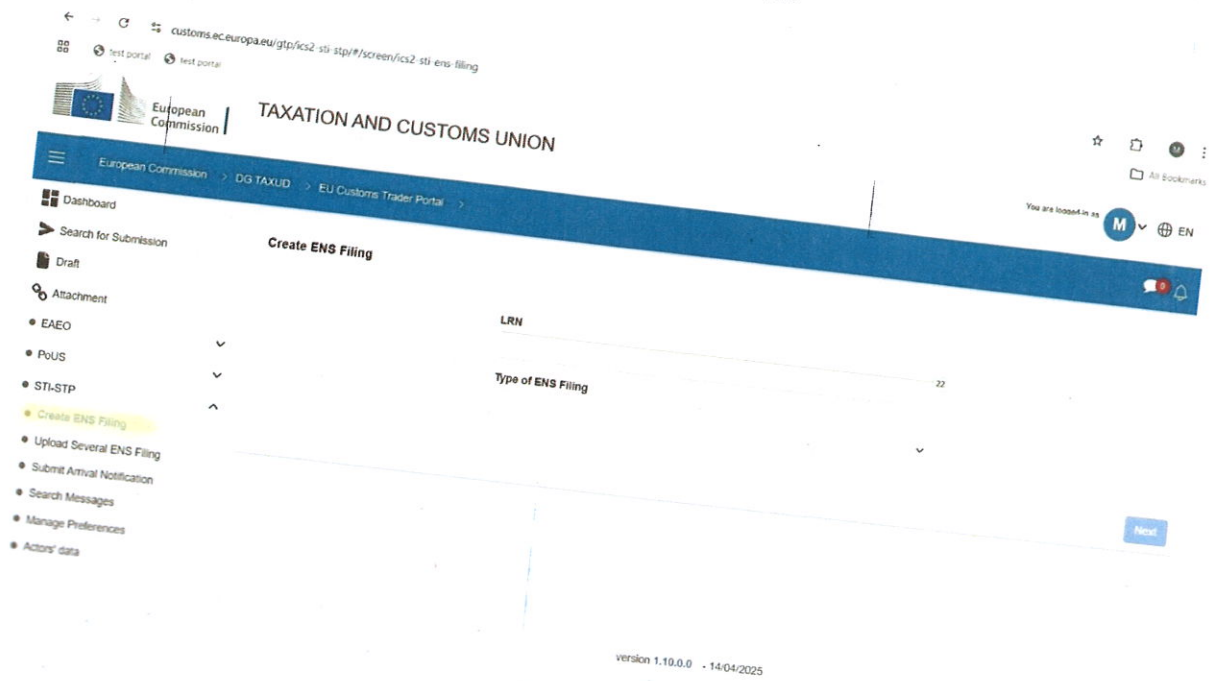 customs.ec.europa.eu/gtp/ics2-sti-stp/#/screen/ics2-sti-ens-filing
test portal test portal
All Bookmarks
European
Commission
TAXATION AND CUSTOMS UNION
You are logged-in as
M
EN
European Commission > DG TAXUD > EU Customs Trader Portal >
0
Dashboard
Search for Submission
Draft
Attachment
EAEO
PoUS
STI-STP
Create ENS Filing
Upload Several ENS Filing
Submit Arrival Notification
Search Messages
Manage Preferences
Actors' data
Create ENS Filing
LRN
22
Type of ENS Filing
Next
version 1.10.0.0 - 14/04/2025